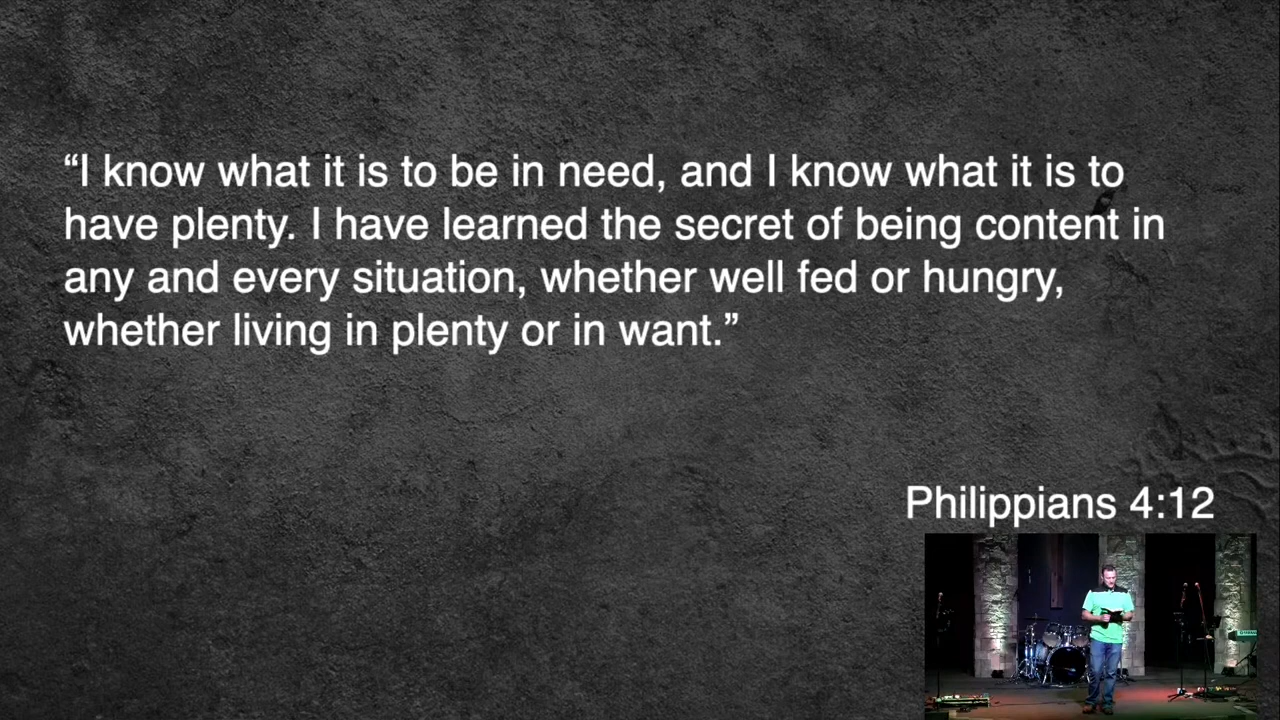 “I know what it is to be in need, and I know what it is to
have plenty. I have learned the secret of being content in
any and every situation, whether well fed or hungry,
whether living in plenty or in want.”
Philippians 4:12